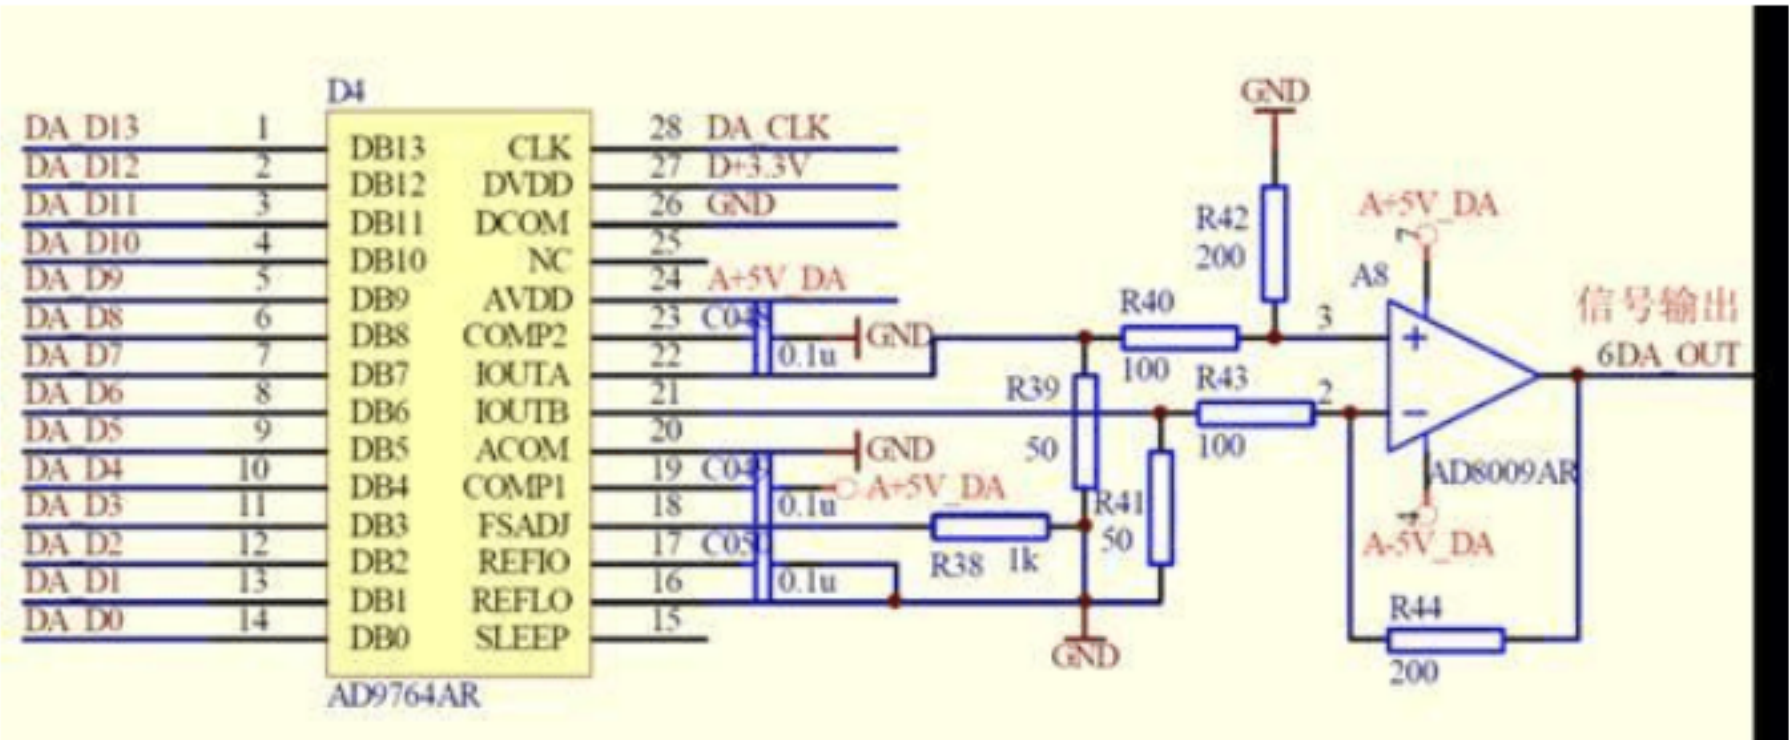 D4
DA_D13 1 DB13 CLK 28 DA_CLK
DA_D12 2 DB12 DVDD 27 D+3.3V
DA_D11 3 DB11 DCOM 26 GND
DA_D10 4 DB10 NC 25
DA_D9 5 DB9 AVDD 24 A+5V_DA
DA_D8 6 DB8 COMP2 23 0.1u GND
DA_D7 7 DB7 IOUTA 22
DA_D6 8 DB6 IOUTB 21
DA_D5 9 DB5 ACOM 20 GND
DA_D4 10 DB4 COMP1 19 0.1u A+5V_DA
DA_D3 11 DB3 FSADJ 18
DA_D2 12 DB2 REFIO 17 0.1u
DA_D1 13 DB1 REFLO 16
DA_D0 14 DB0 SLEEP 15
AD9764AR
GND
R42
200
A+5V_DA
7
A8
R40
100
3
+
R39
50
R43
100
2
−
信号输出
6DA_OUT
AD8009AR
4
A-5V_DA
R41
50
R38 1k
GND
R44
200